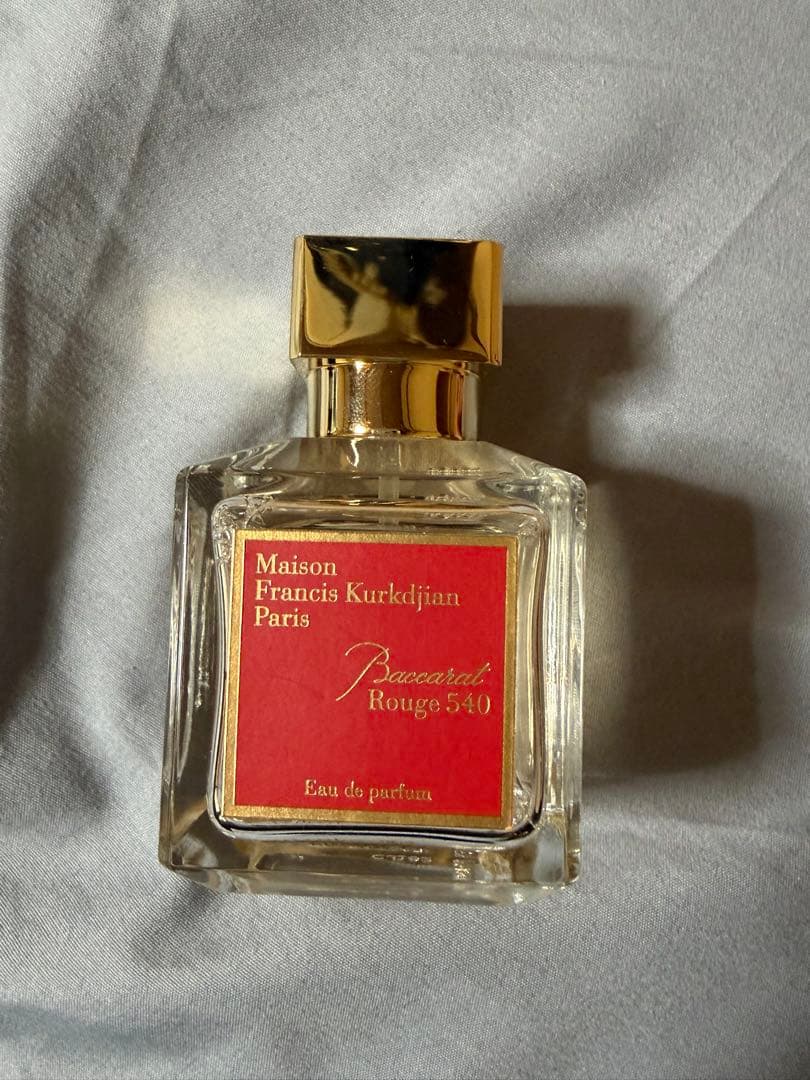 Maison
Francis Kurkdjian
Paris
Baccarat
Rouge 540
Eau de parfum